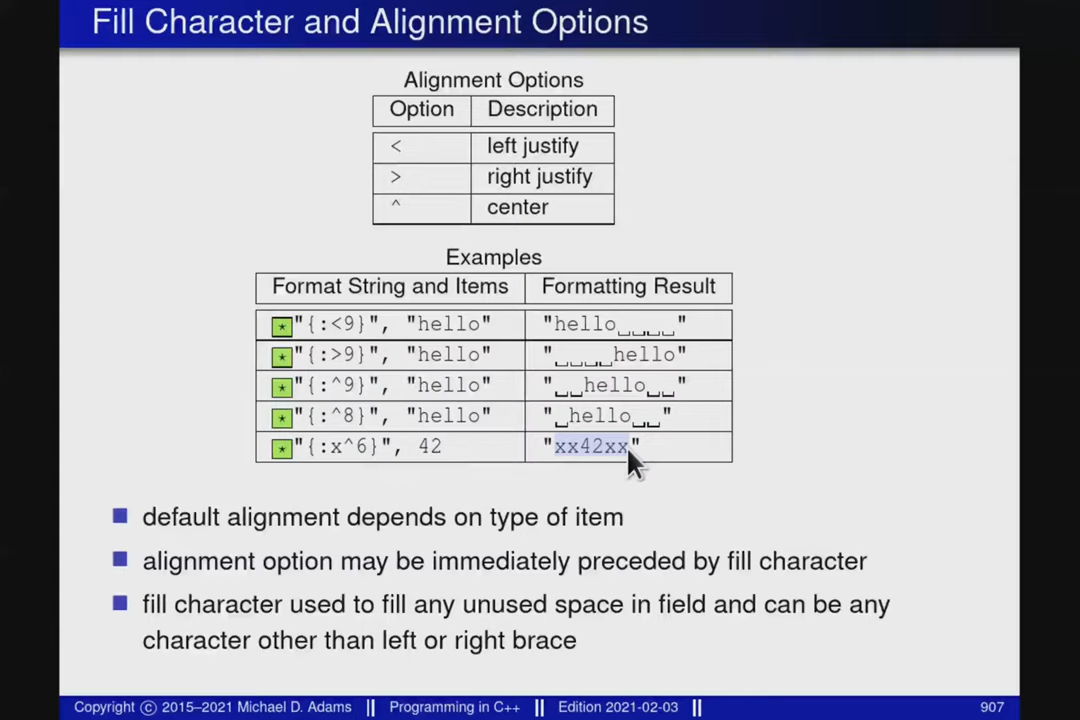 Fill Character and Alignment Options
Alignment Options
Option Description
< left justify
> right justify
^ center
Examples
Format String and Items Formatting Result
"{:<9}", "hello" "hello␣␣␣␣"
"{:>9}", "hello" "␣␣␣␣hello"
"{:^9}", "hello" "␣␣hello␣␣"
"{:^8}", "hello" "␣hello␣␣"
"{:x^6}", 42 "xx42xx"
default alignment depends on type of item
alignment option may be immediately preceded by fill character
fill character used to fill any unused space in field and can be any
character other than left or right brace
Copyright © 2015–2021 Michael D. Adams Programming in C++ Edition 2021-02-03 907